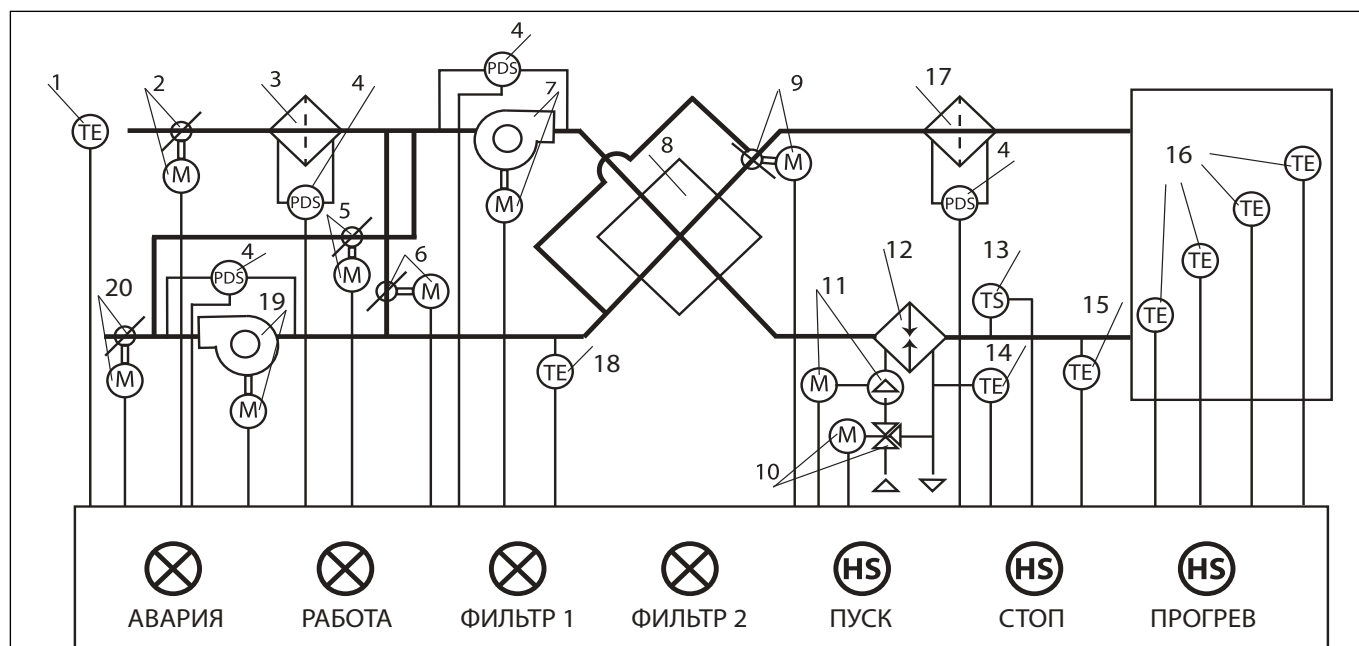 4
1 2 3 4 7 9 17
PDS
TE
8
M TE
M 4 16
PDS M PDS TE
5
4 TE
PDS M 12 13
20 6 M 11 TS 15
19 TE
18 14
M TE M TE TE
M
M
10
HS HS HS
АВАРИЯ РАБОТА ФИЛЬТР 1 ФИЛЬТР 2 ПУСК СТОП ПРОГРЕВ